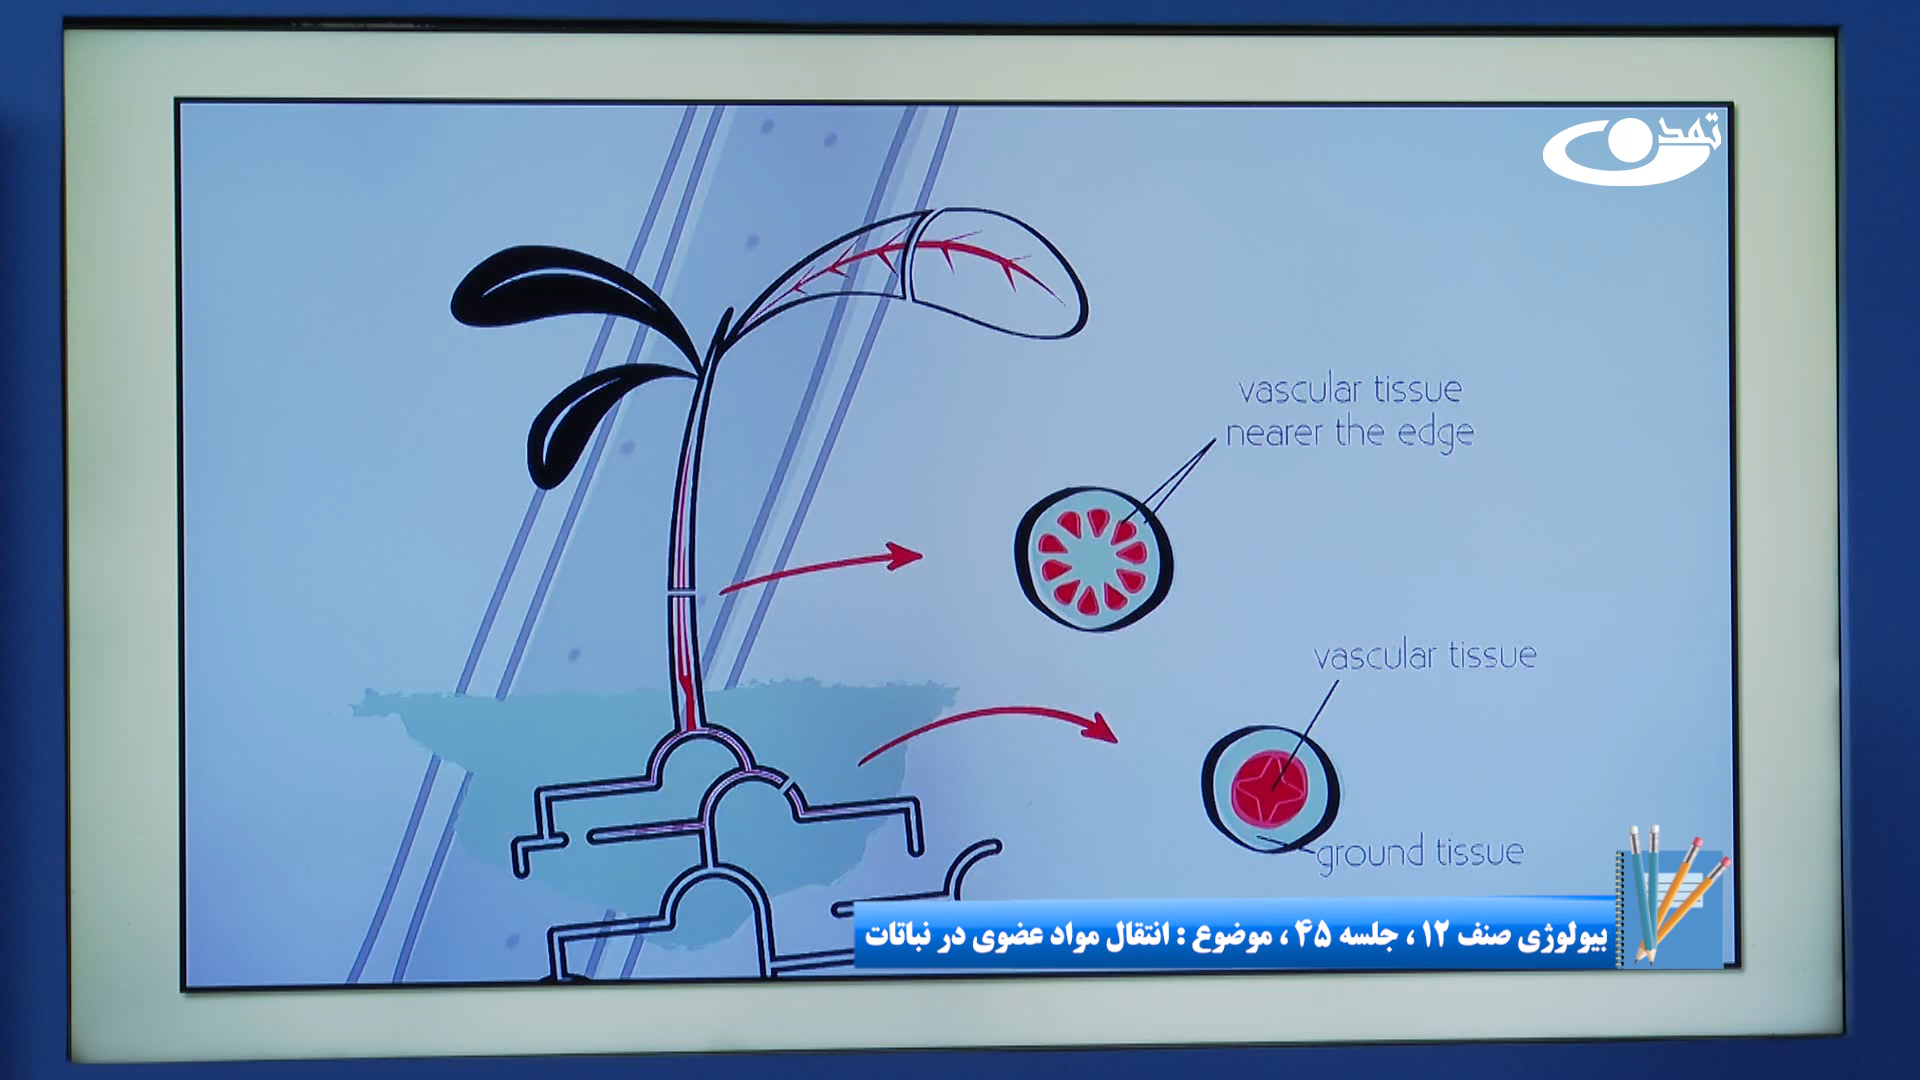 تمدن
vascular tissue
nearer the edge
vascular tissue
ground tissue
بیولوژی صنف ۱۲ ، جلسه ۴۵ ، موضوع : انتقال مواد عضوی در نباتات